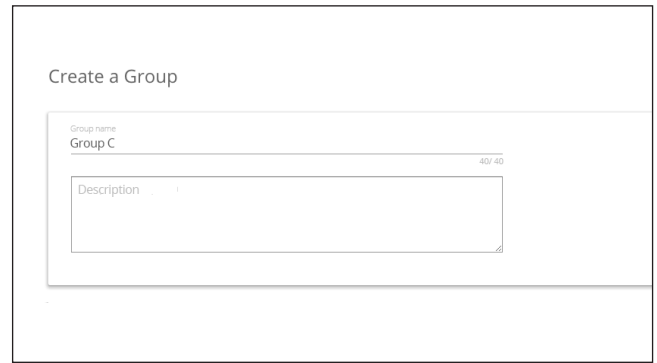 Create a Group
Group name
Group C
40/ 40
Description